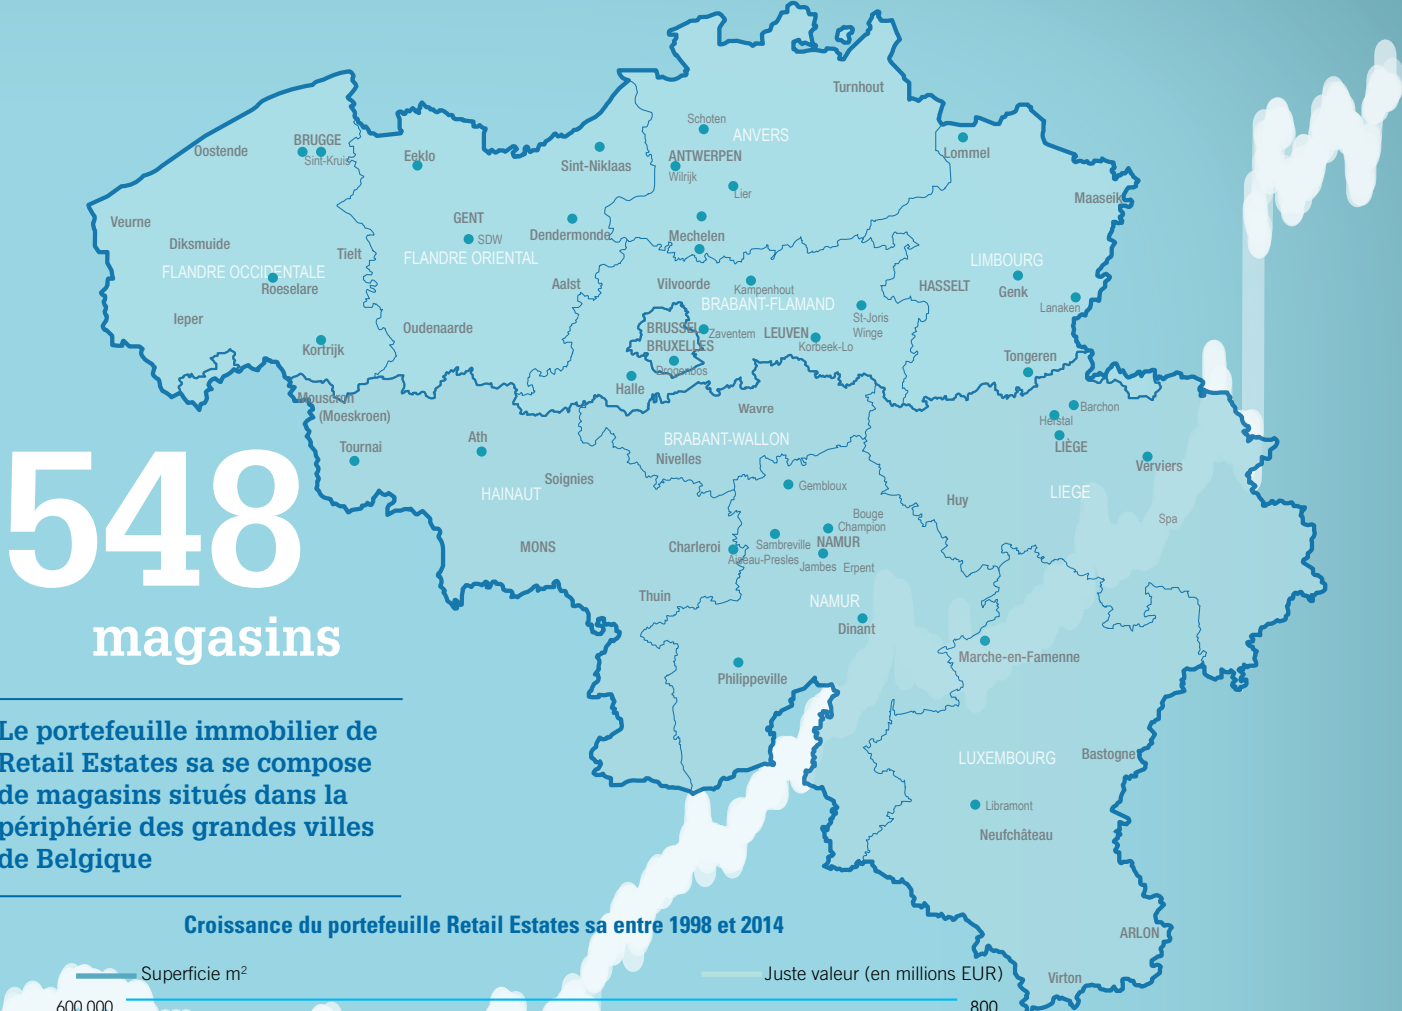 Turnhout
Schoten
ANVERS
BRUGGE
Oostende
Sint-Kruis
Eeklo
Sint-Niklaas
ANTWERPEN
Wilrijk
Lommel
Lier
Maaseik
Veurne
GENT
SDW
Dendermonde
Mechelen
Diksmuide
Tielt
FLANDRE ORIENTAL
LIMBOURG
FLANDRE OCCIDENTALE
Roeselare
Aalst
Vilvoorde
Kampenhout
HASSELT
Genk
BRABANT-FLAMAND
Lanaken
Ieper
Oudenaarde
BRUSSEL
Zaventem
LEUVEN
St-Joris
Winge
BRUXELLES
Korbeek-Lo
Kortrijk
Tongeren
Drogenbos
Halle
Mouscron
(Moeskroen)
Wavre
Barchon
Herstal
Tournai
Ath
BRABANT-WALLON
LIÈGE
Nivelles
Verviers
Soignies
Gembloux
HAINAUT
LIEGE
Huy
Bouge
Champion
Spa
MONS
Charleroi
Sambreville
NAMUR
Aiseau-Presles
Jambes
Erpent
Thuin
NAMUR
Dinant
Marche-en-Famenne
Philippeville
LUXEMBOURG
Bastogne
Libramont
Neufchâteau
ARLON
Virton
548
magasins
Le portefeuille immobilier de
Retail Estates sa se compose
de magasins situés dans la
périphérie des grandes villes
de Belgique
Croissance du portefeuille Retail Estates sa entre 1998 et 2014
Superficie m²
Juste valeur (en millions EUR)
600 000
800